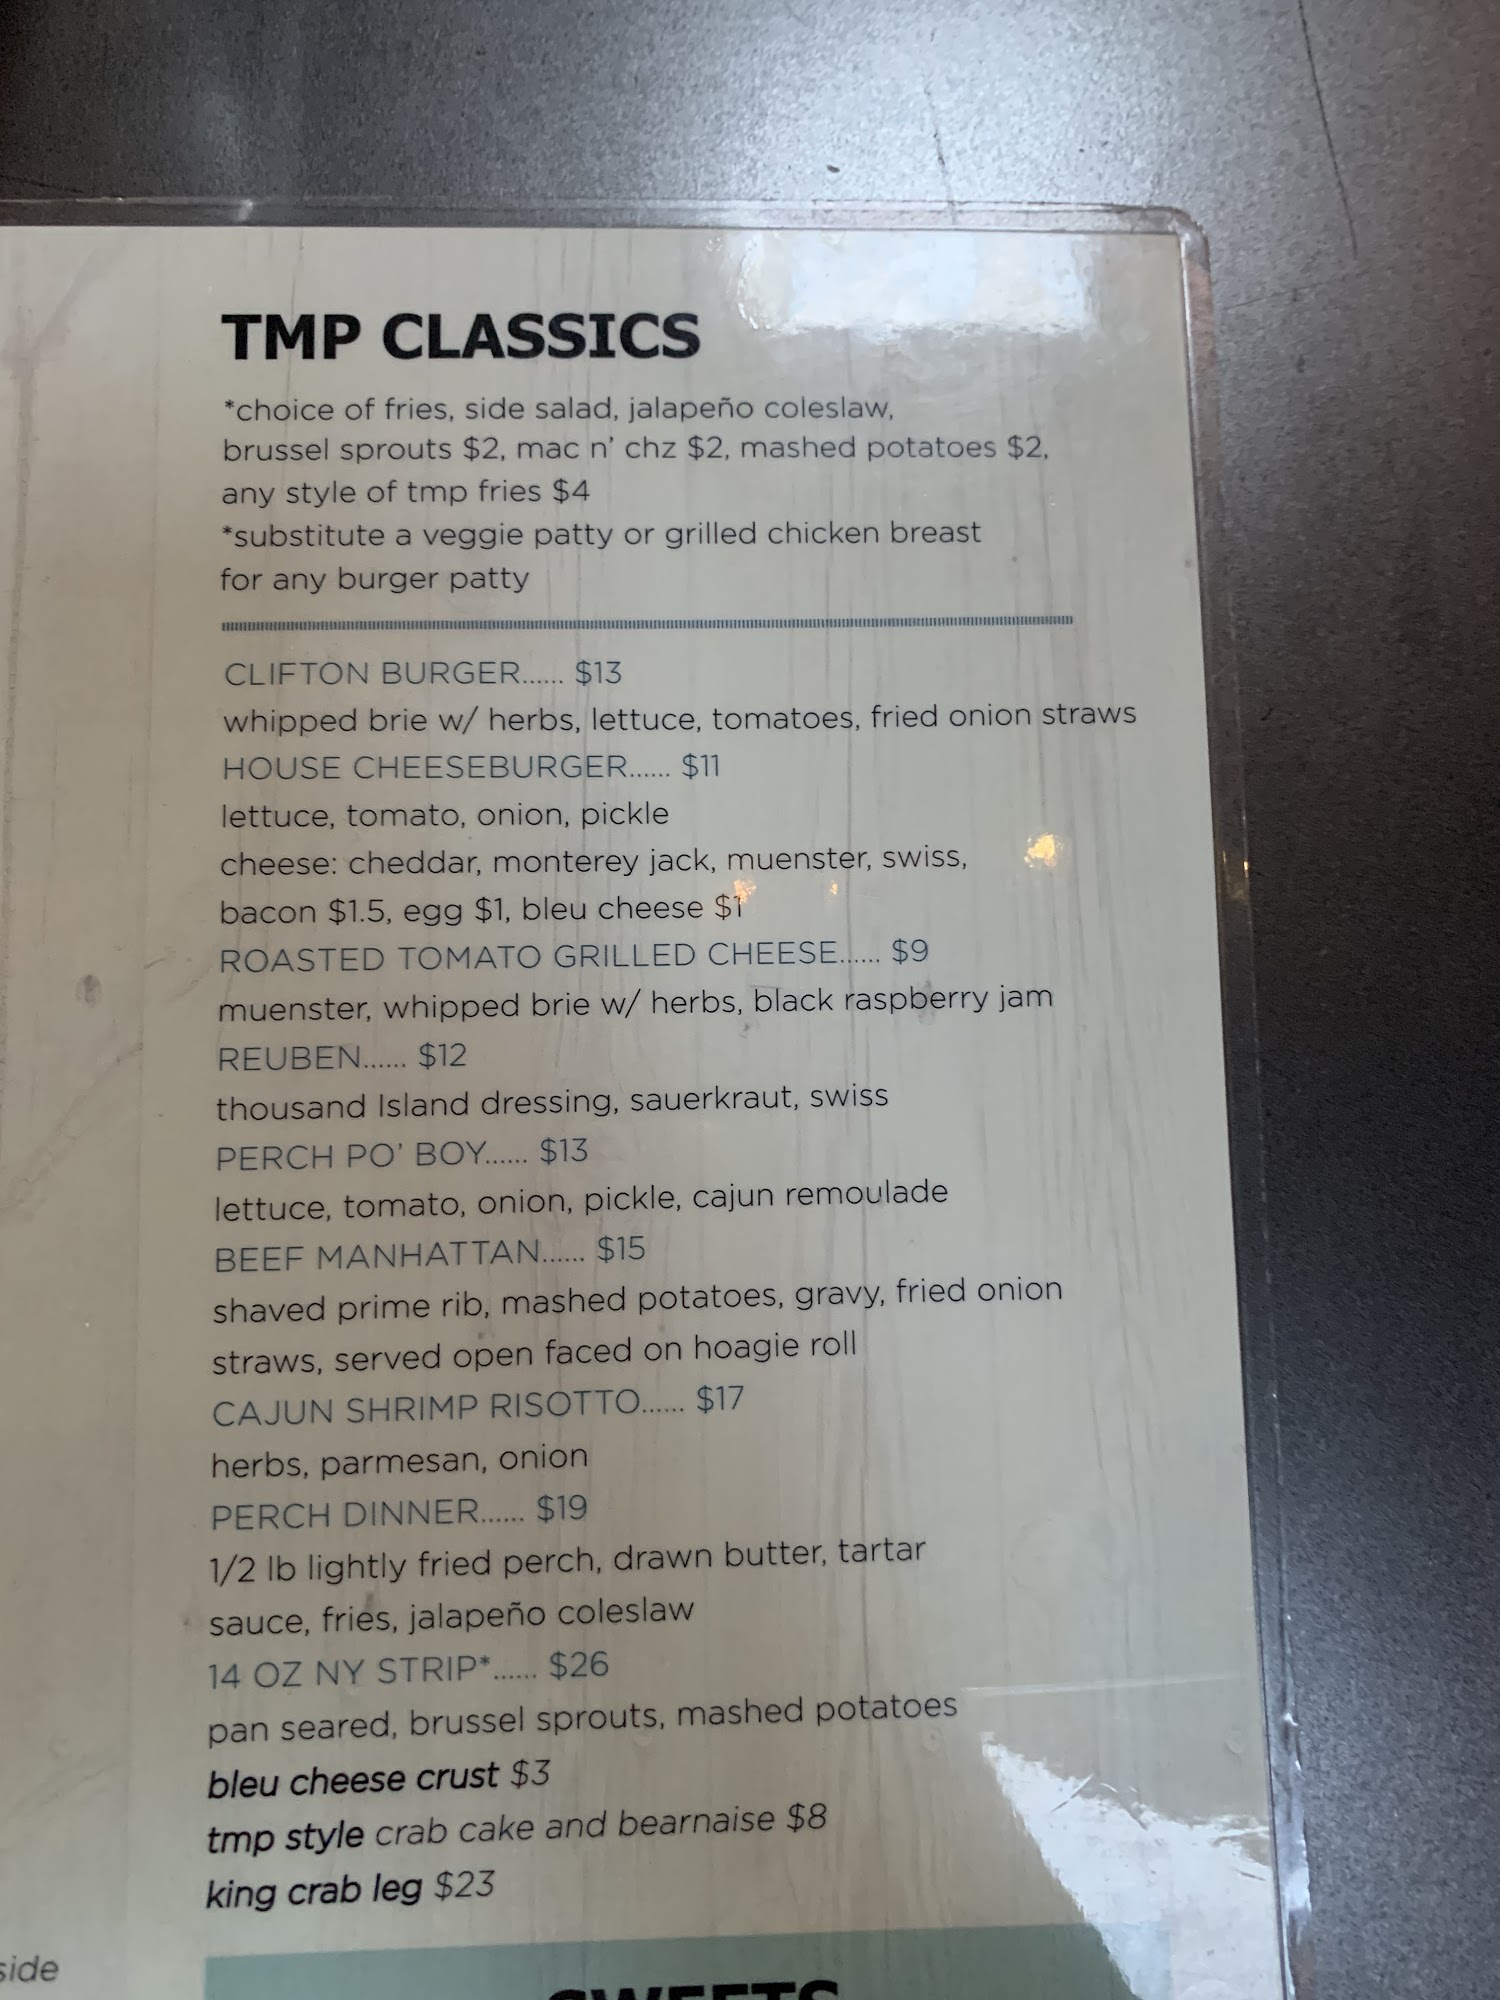 TMP CLASSICS
*choice of fries, side salad, jalapeño coleslaw,
brussel sprouts $2, mac n' chz $2, mashed potatoes $2,
any style of tmp fries $4
*substitute a veggie patty or grilled chicken breast
for any burger patty
CLIFTON BURGER...... $13
whipped brie w/ herbs, lettuce, tomatoes, fried onion straws
HOUSE CHEESEBURGER...... $11
lettuce, tomato, onion, pickle
cheese: cheddar, monterey jack, muenster, swiss,
bacon $1.5, egg $1, bleu cheese $1
ROASTED TOMATO GRILLED CHEESE...... $9
muenster, whipped brie w/ herbs, black raspberry jam
REUBEN...... $12
thousand Island dressing, sauerkraut, swiss
PERCH PO' BOY...... $13
lettuce, tomato, onion, pickle, cajun remoulade
BEEF MANHATTAN...... $15
shaved prime rib, mashed potatoes, gravy, fried onion
straws, served open faced on hoagie roll
CAJUN SHRIMP RISOTTO...... $17
herbs, parmesan, onion
PERCH DINNER...... $19
1/2 lb lightly fried perch, drawn butter, tartar
sauce, fries, jalapeño coleslaw
14 OZ NY STRIP*...... $26
pan seared, brussel sprouts, mashed potatoes
bleu cheese crust $3
tmp style crab cake and bearnaise $8
king crab leg $23
side
SWEETS